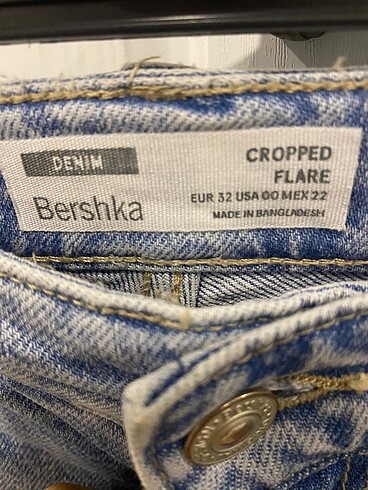 DENIM
Bershka
CROPPED
FLARE
EUR 32 USA 00 MEX 22
MADE IN BANGLADESH